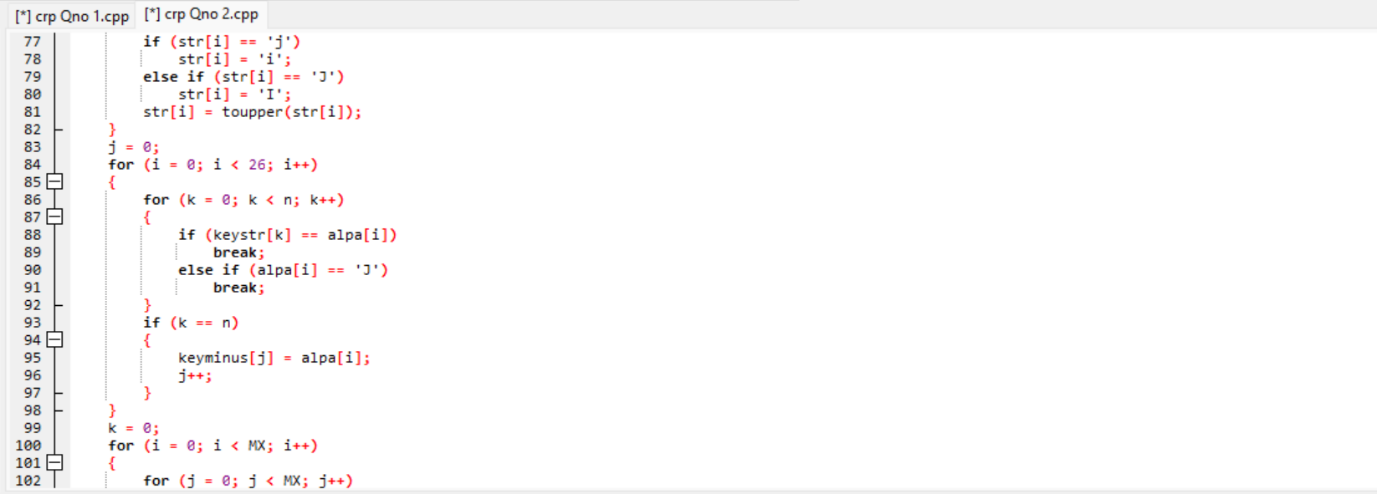 [*] crp Qno 1.cpp [*] crp Qno 2.cpp
77 if (str[i] == 'j')
78 str[i] = 'i';
79 else if (str[i] == 'J')
80 str[i] = 'I';
81 str[i] = toupper(str[i]);
82 }
83 j = 0;
84 for (i = 0; i < 26; i++)
85 {
86 for (k = 0; k < n; k++)
87 {
88 if (keystr[k] == alpa[i])
89 break;
90 else if (alpa[i] == 'J')
91 break;
92 }
93 if (k == n)
94 {
95 keyminus[j] = alpa[i];
96 j++;
97 }
98 }
99 k = 0;
100 for (i = 0; i < MX; i++)
101 {
102 for (j = 0; j < MX; j++)